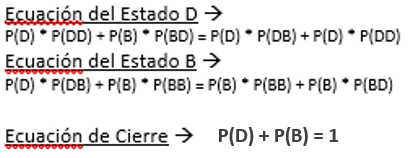 Ecuación del Estado D →
P(D) * P(DD) + P(B) * P(BD) = P(D) * P(DB) + P(D) * P(DD)
Ecuación del Estado B →
P(D) * P(DB) + P(B) * P(BB) = P(B) * P(BB) + P(B) * P(BD)
Ecuación de Cierre → P(D) + P(B) = 1